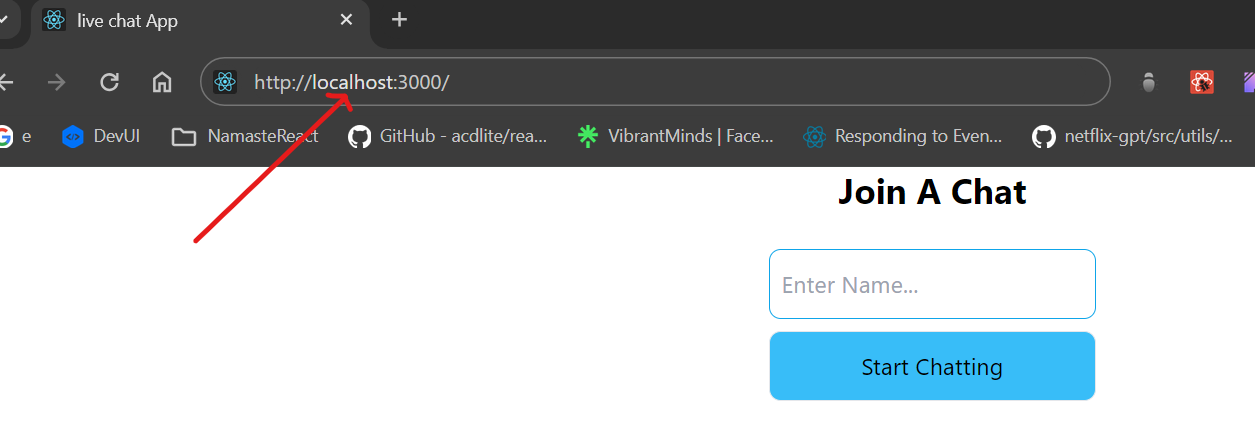 live chat App
http://localhost:3000/
e DevUI NamasteReact GitHub - acdlite/rea... VibrantMinds | Face... Responding to Even... netflix-gpt/src/utils/...
Join A Chat
Enter Name...
Start Chatting